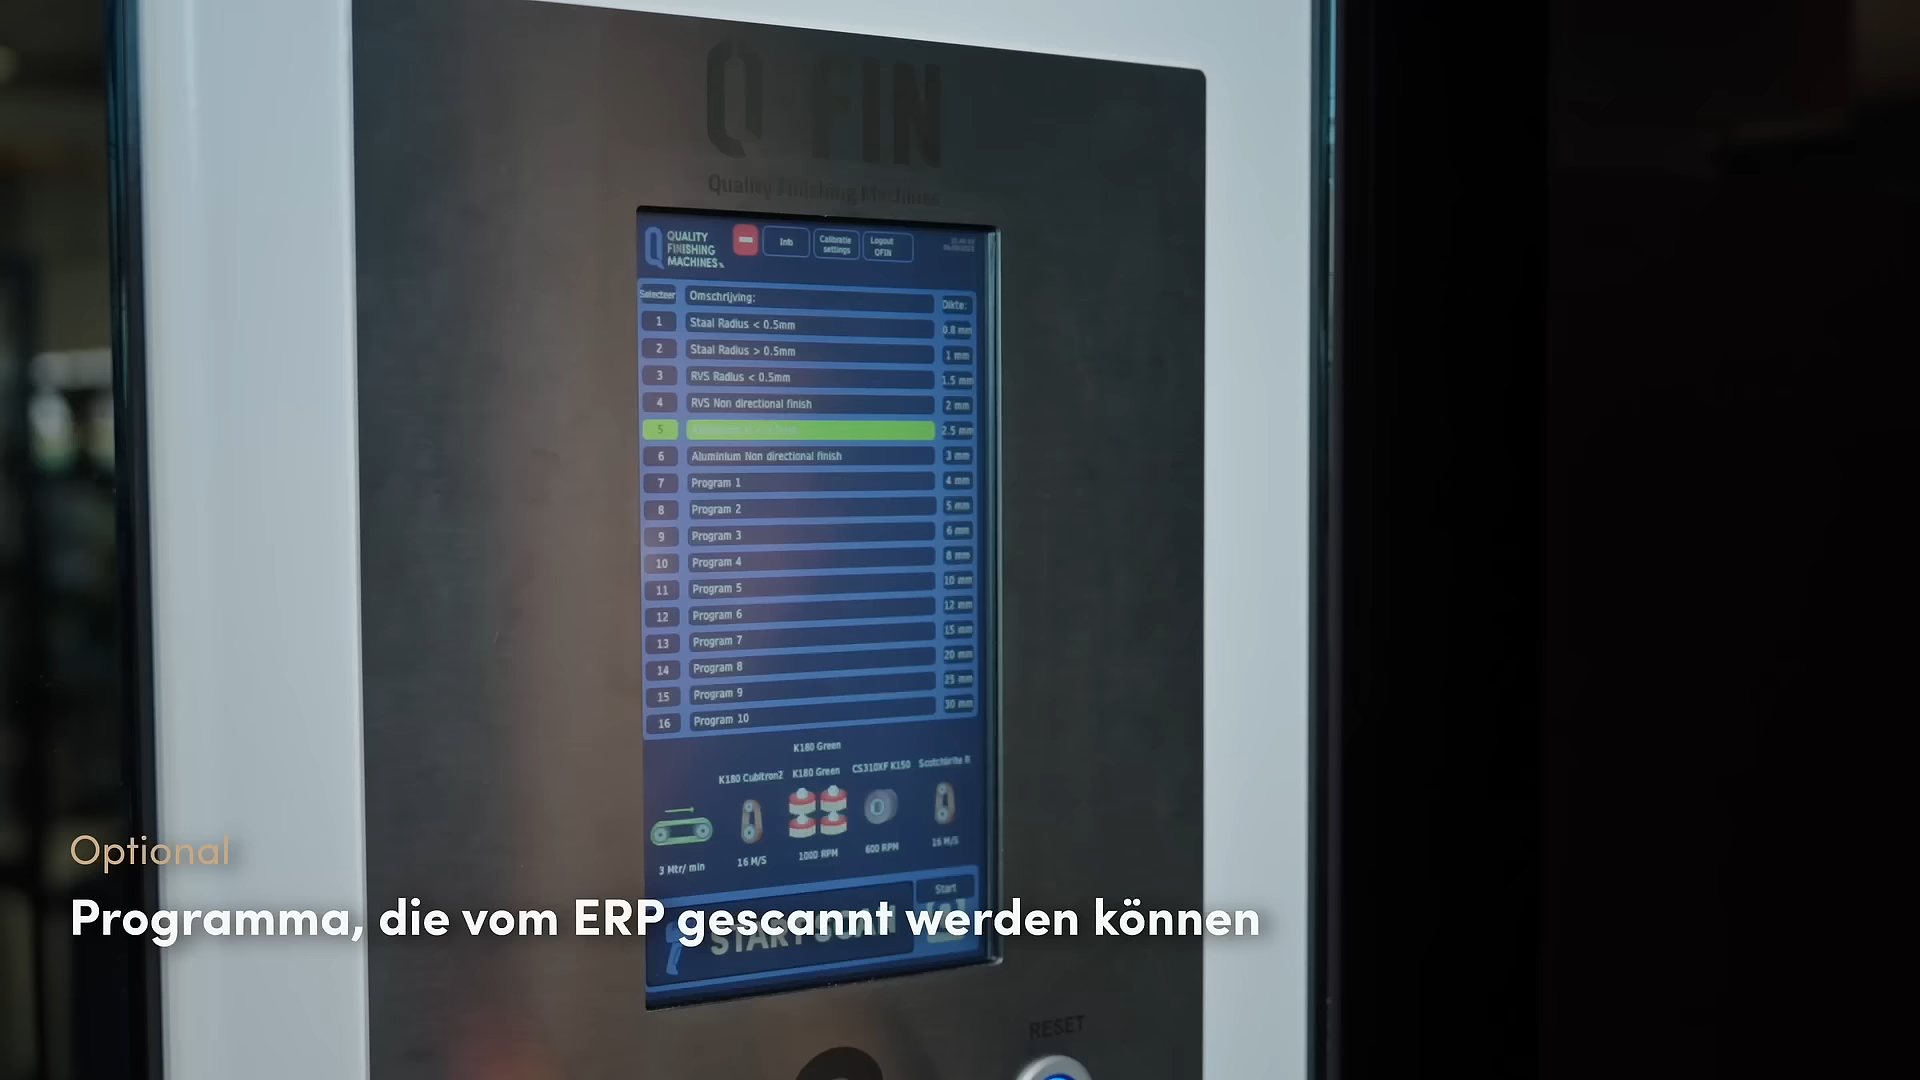 Q FIN
Quality Finishing Machines
QUALITY
FINISHING
MACHINES
Info
Calibratie
settings
Logout
QFIN
Selecteer
Omschrijving:
Dikte:
1
Staal Radius < 0.5mm
0.8 mm
2
Staal Radius > 0.5mm
1 mm
3
RVS Radius < 0.5mm
1.5 mm
4
RVS Non directional finish
2 mm
5
2.5 mm
6
Aluminium Non directional finish
3 mm
7
Program 1
4 mm
8
Program 2
5 mm
9
Program 3
6 mm
10
Program 4
8 mm
11
Program 5
10 mm
12
Program 6
12 mm
13
Program 7
15 mm
14
Program 8
20 mm
15
Program 9
25 mm
16
Program 10
30 mm
K180 Green
K180 Cubitron2
K180 Green
CS310XF K150
Scotchbrite
3 Mtr/ min
16 M/S
1000 RPM
600 RPM
16 M/S
Start
START SCAN
Optional
Programma, die vom ERP gescannt werden können
RESET